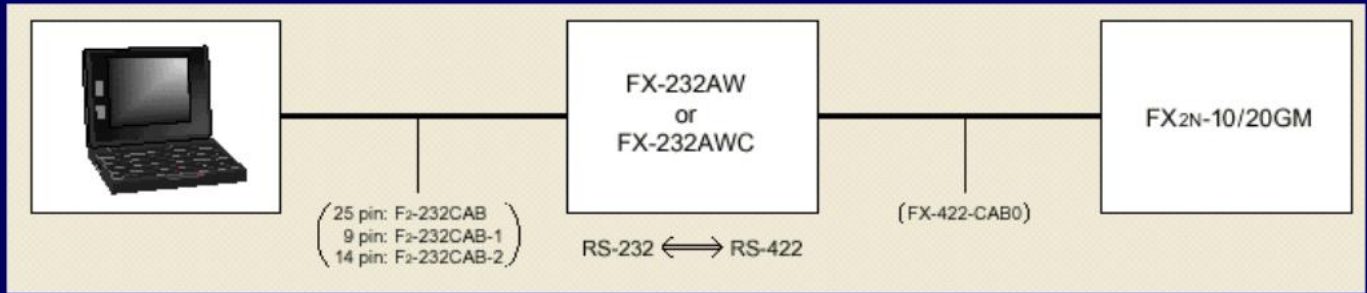 FX-232AW
or
FX-232AWC
FX2N-10/20GM
25 pin: F2-232CAB
9 pin: F2-232CAB-1
14 pin: F2-232CAB-2
(FX-422-CAB0)
RS-232 ⟺ RS-422